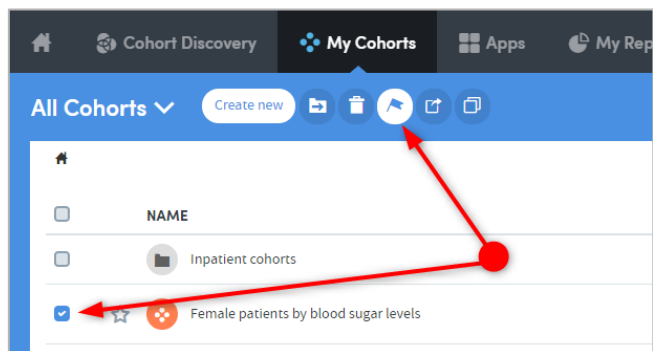 Cohort Discovery My Cohorts Apps My Rep
All Cohorts Create new
NAME
Inpatient cohorts
Female patients by blood sugar levels